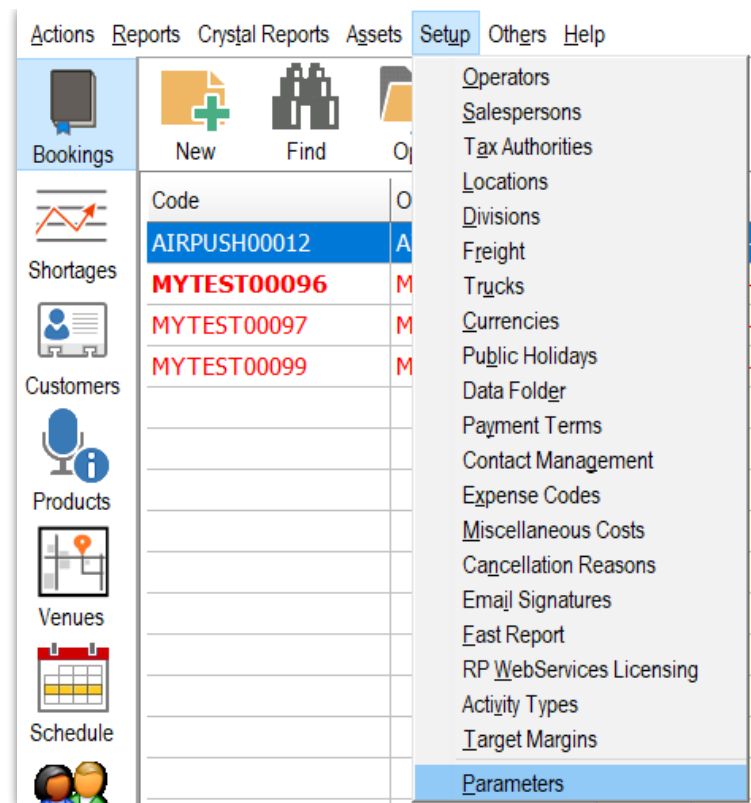 Actions Reports Crystal Reports Assets Setup Others Help
Bookings
New Find
Shortages
Customers
Products
Venues
Schedule
Code
AIRPUSH00012 A
MYTEST00096 M
MYTEST00097 M
MYTEST00099 M
Operators
Salespersons
Tax Authorities
Locations
Divisions
Freight
Trucks
Currencies
Public Holidays
Data Folder
Payment Terms
Contact Management
Expense Codes
Miscellaneous Costs
Cancellation Reasons
Email Signatures
Fast Report
RP WebServices Licensing
Activity Types
Target Margins
Parameters